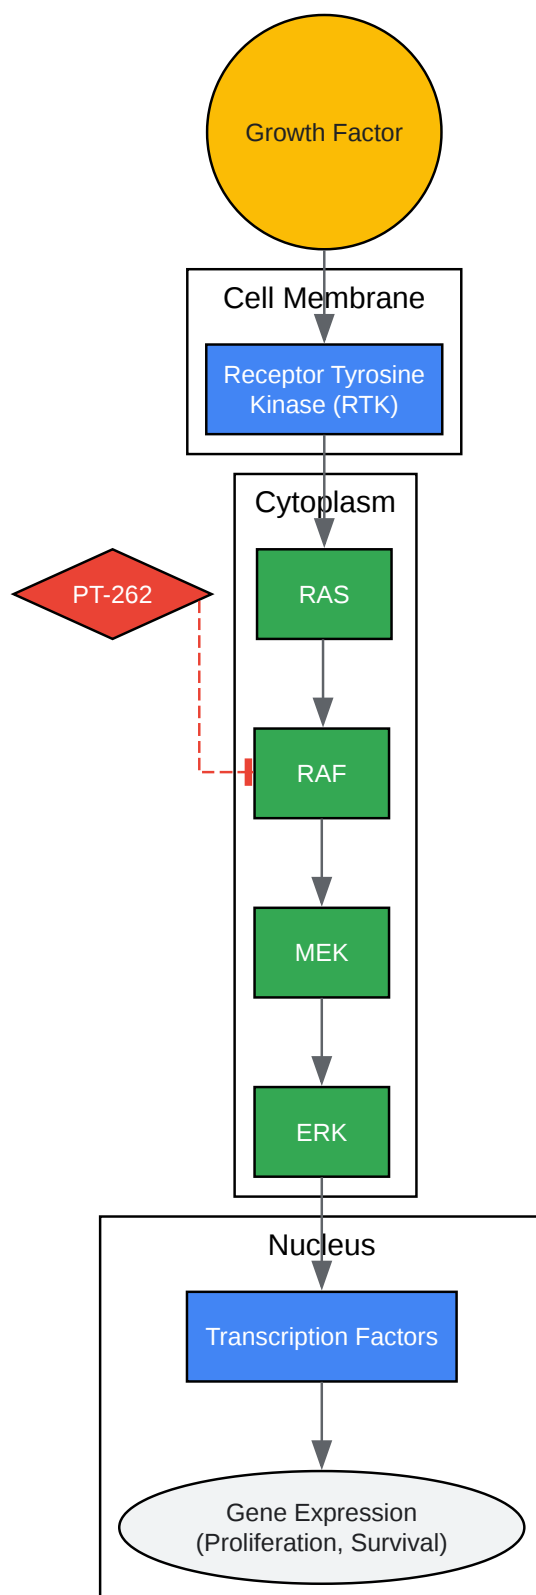 Growth Factor
Cell Membrane
Receptor Tyrosine
Kinase (RTK)
Cytoplasm
PT-262
RAS
RAF
MEK
ERK
Nucleus
Transcription Factors
Gene Expression
(Proliferation, Survival)